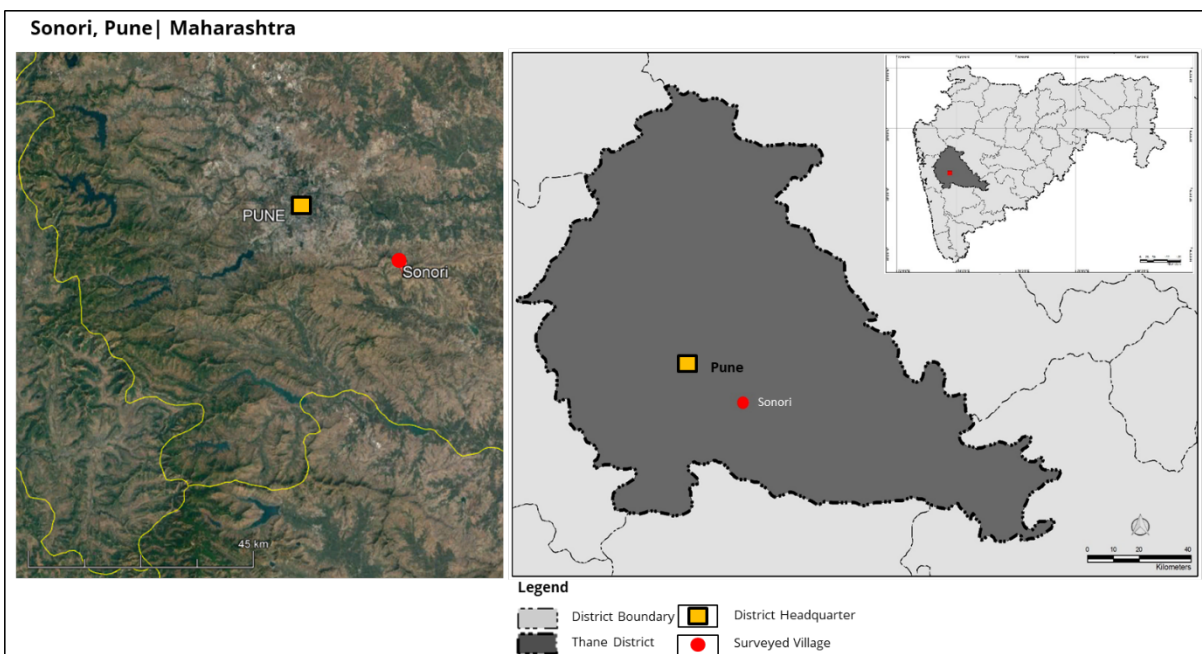 Sonori, Pune| Maharashtra
PUNE
Sonori
45 km
Pune
Sonori
0 10 20 40
Kilometers
Legend
District Boundary
District Headquarter
Thane District
Surveyed Village